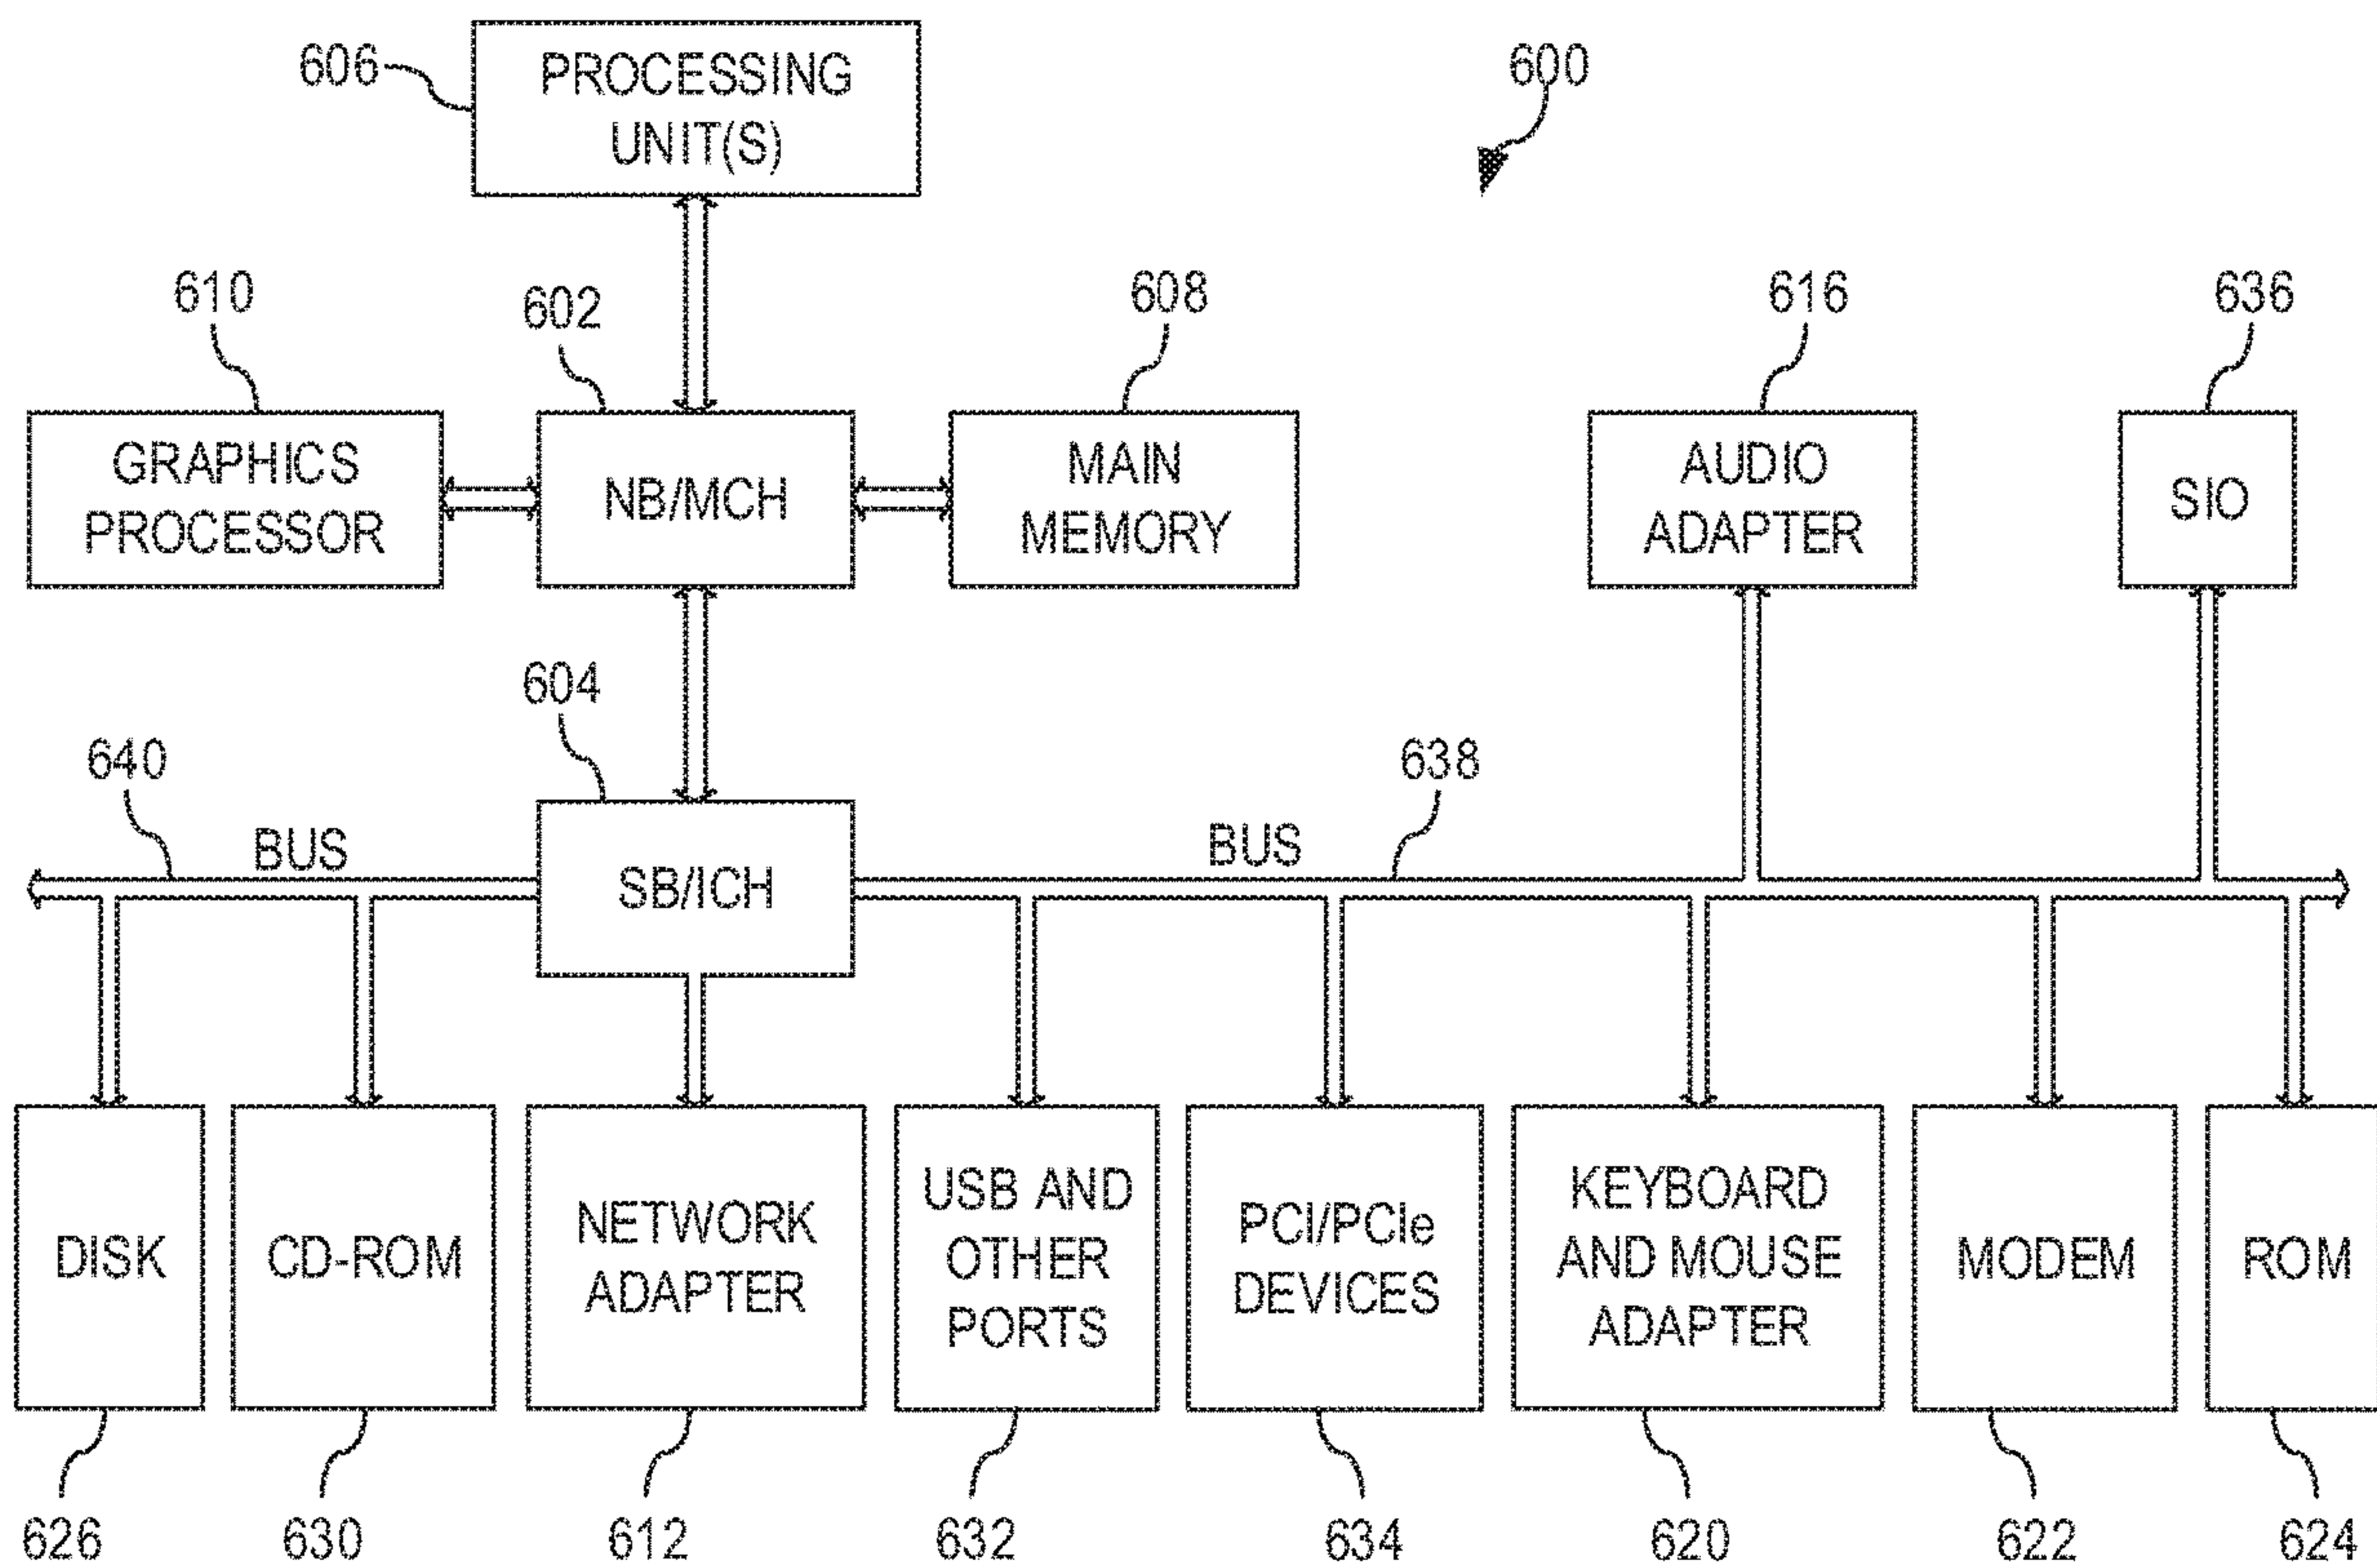 606
PROCESSING
UNIT(S)
600
610
602
608
616
636
GRAPHICS
PROCESSOR
NB/MCH
MAIN
MEMORY
AUDIO
ADAPTER
SIO
604
640
638
BUS
SB/ICH
BUS
DISK
CD-ROM
NETWORK
ADAPTER
USB AND
OTHER
PORTS
PCI/PCIe
DEVICES
KEYBOARD
AND MOUSE
ADAPTER
MODEM
ROM
626
630
612
632
634
620
622
624